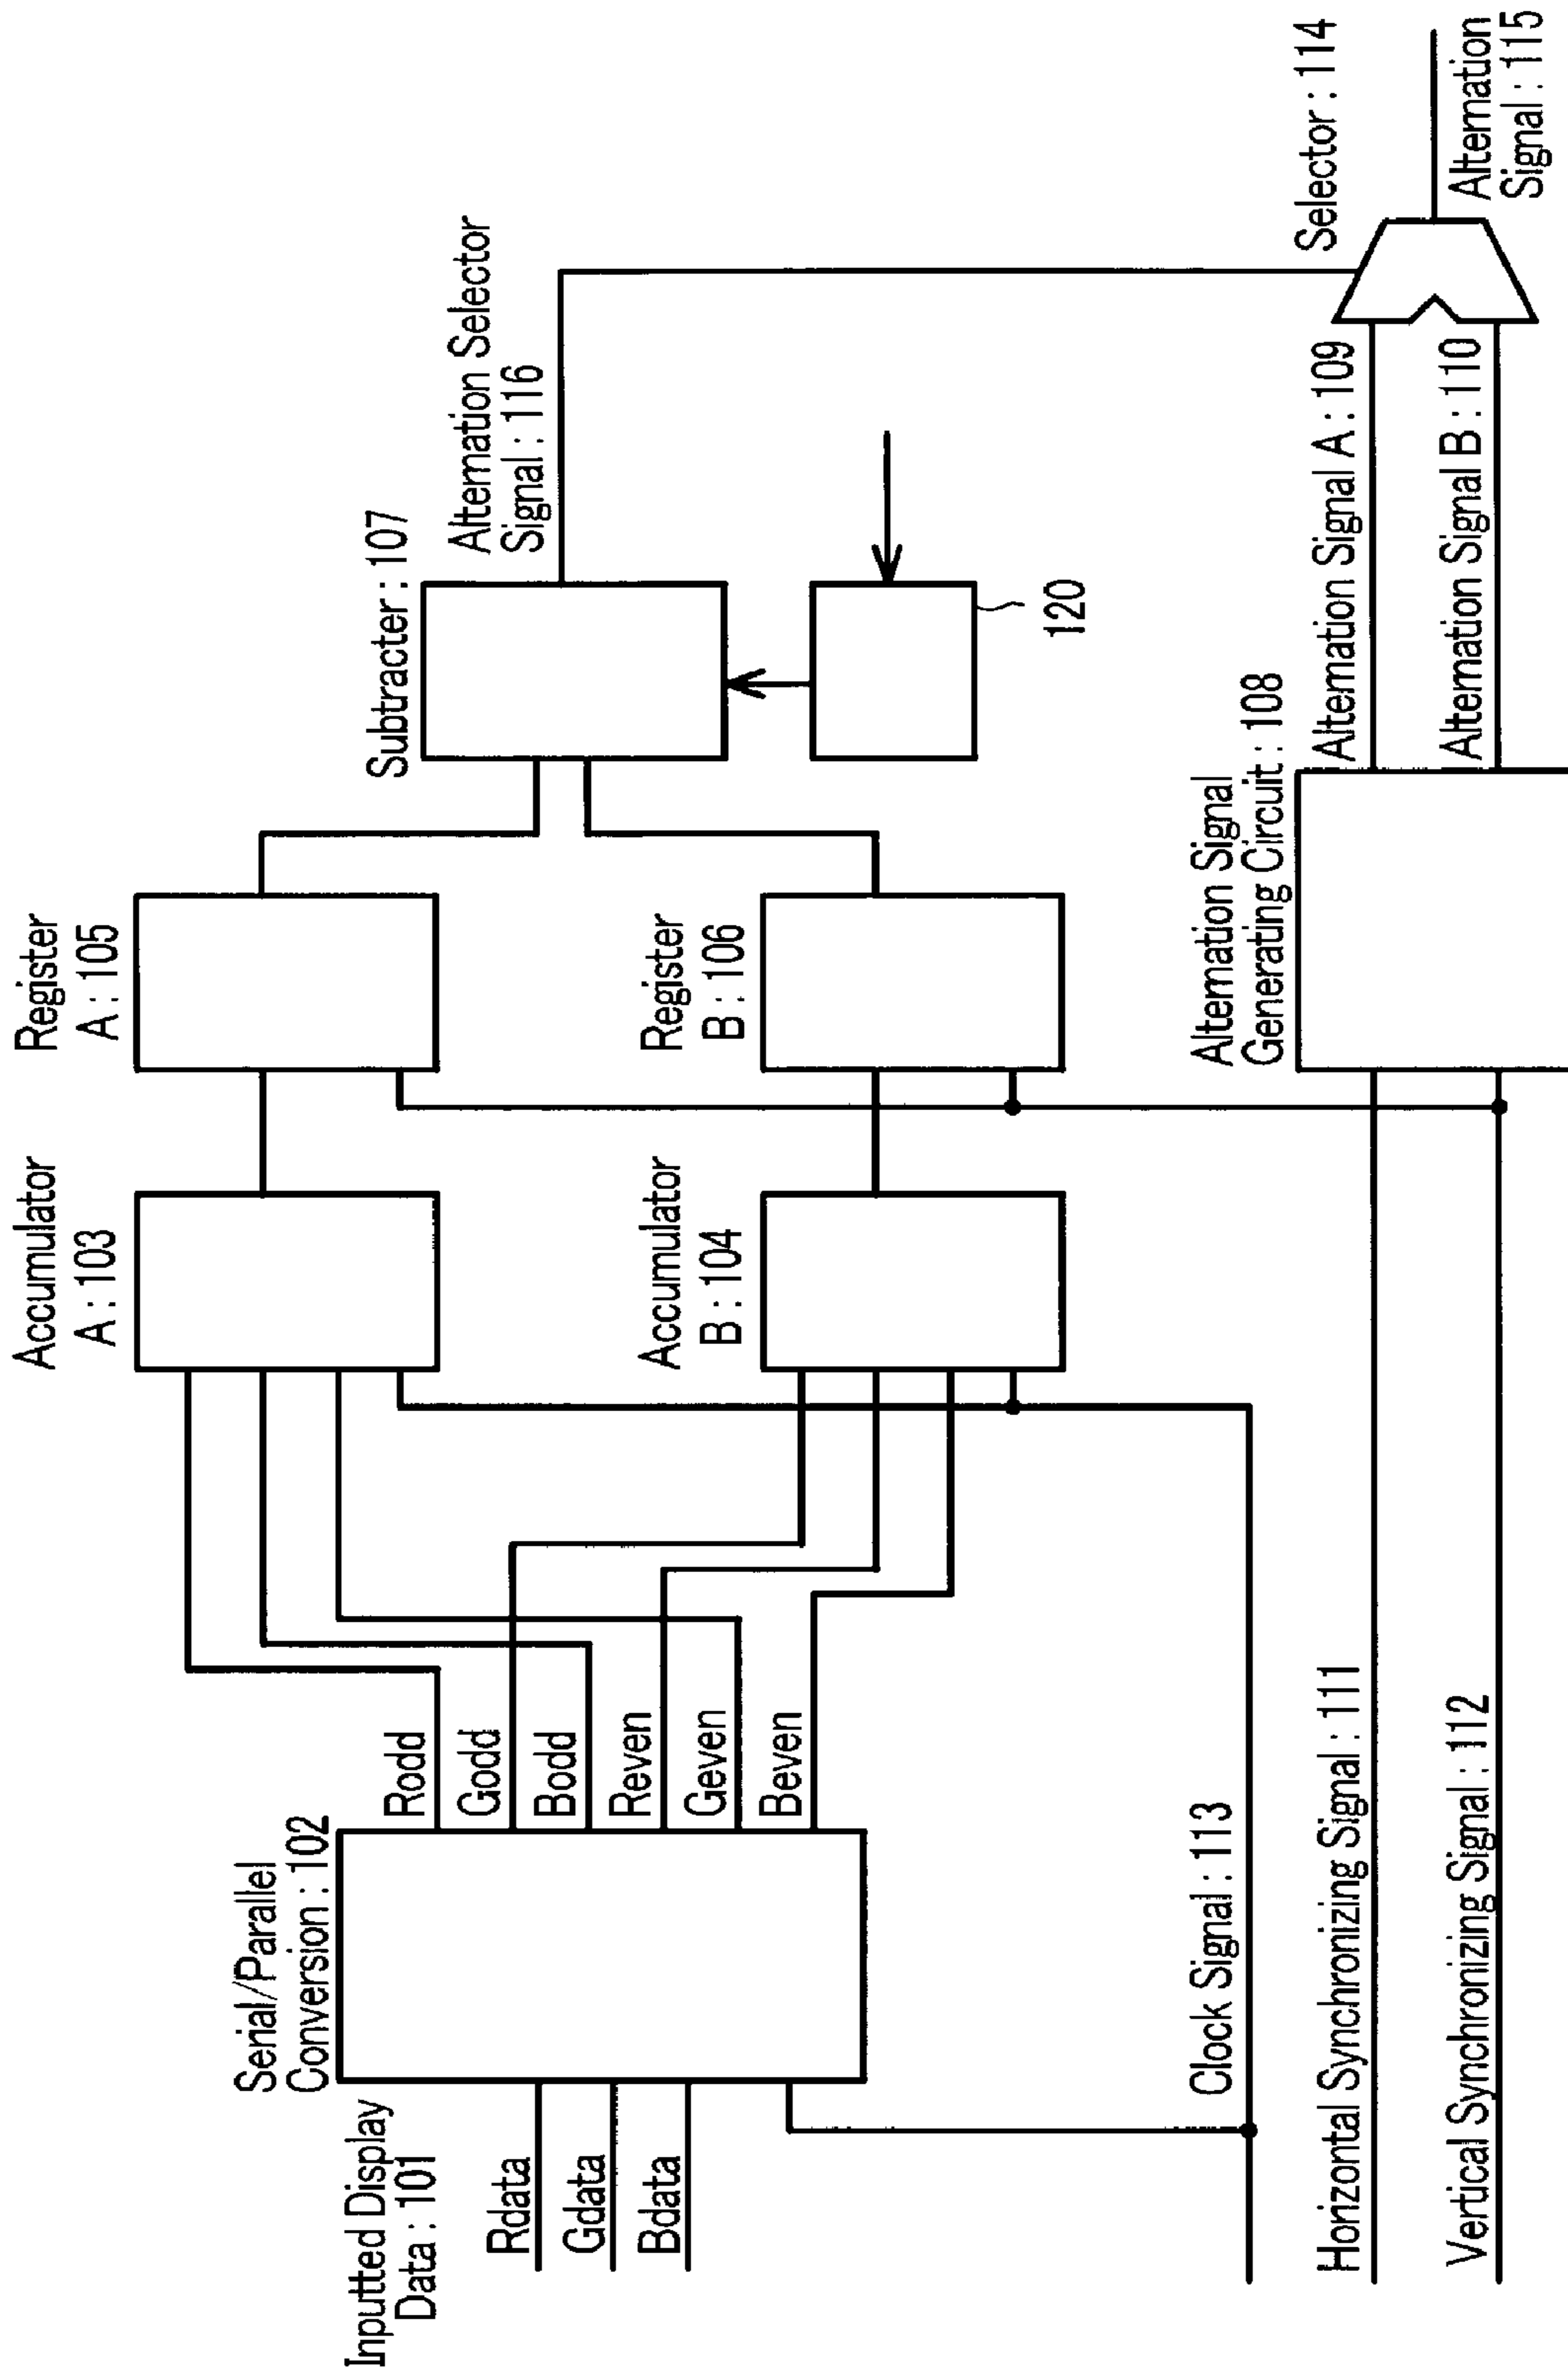 Inputted Display
Data : 101
Rdata
Gdata
Bdata
Serial/Parallel
Conversion : 102
Rodd
Godd
Bodd
Reven
Geven
Beven
Accumulator
A : 103
Accumulator
B : 104
Register
A : 105
Register
B : 106
Subtracter : 107
120
Alternation Selector
Signal : 116
Clock Signal : 113
Horizontal Synchronizing Signal : 111
Vertical Synchronizing Signal : 112
Alternation Signal
Generating Circuit : 108
Alternation Signal A : 109
Alternation Signal B : 110
Selector : 114
Alternation
Signal : 115